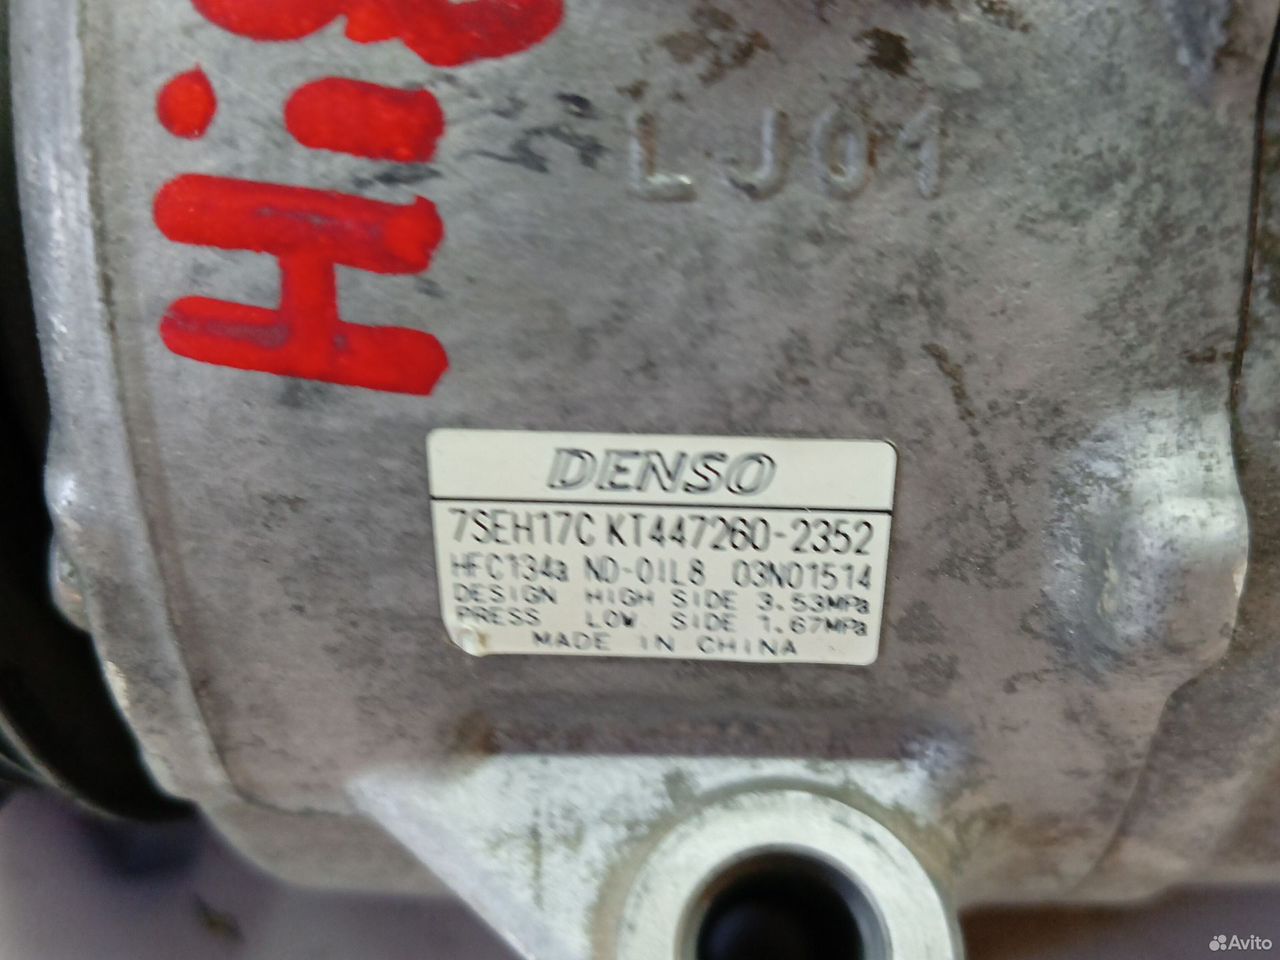 Hi
LJ01
DENSO
7SEH17C KT447260-2352
HFC134a ND-OIL8 03N01514
DESIGN HIGH SIDE 3.53MPa
PRESS LOW SIDE 1.67MPa
MADE IN CHINA
Avito